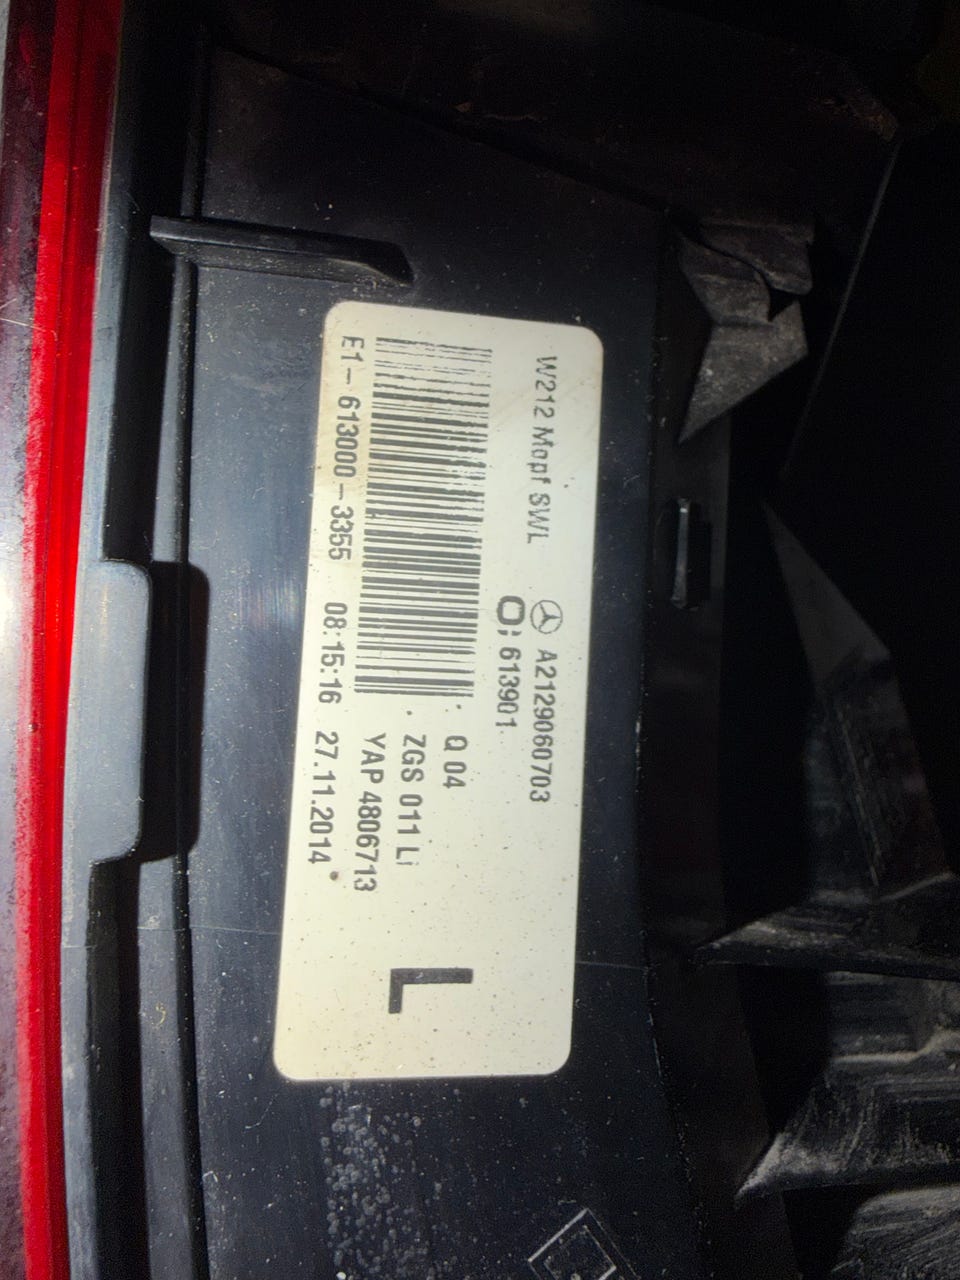 W212 Mopf SWL A2129060703
613901
Q 04
ZGS 011 Li
YAP 4806713
E1-613000-3355 08:15:16 27.11.2014
L